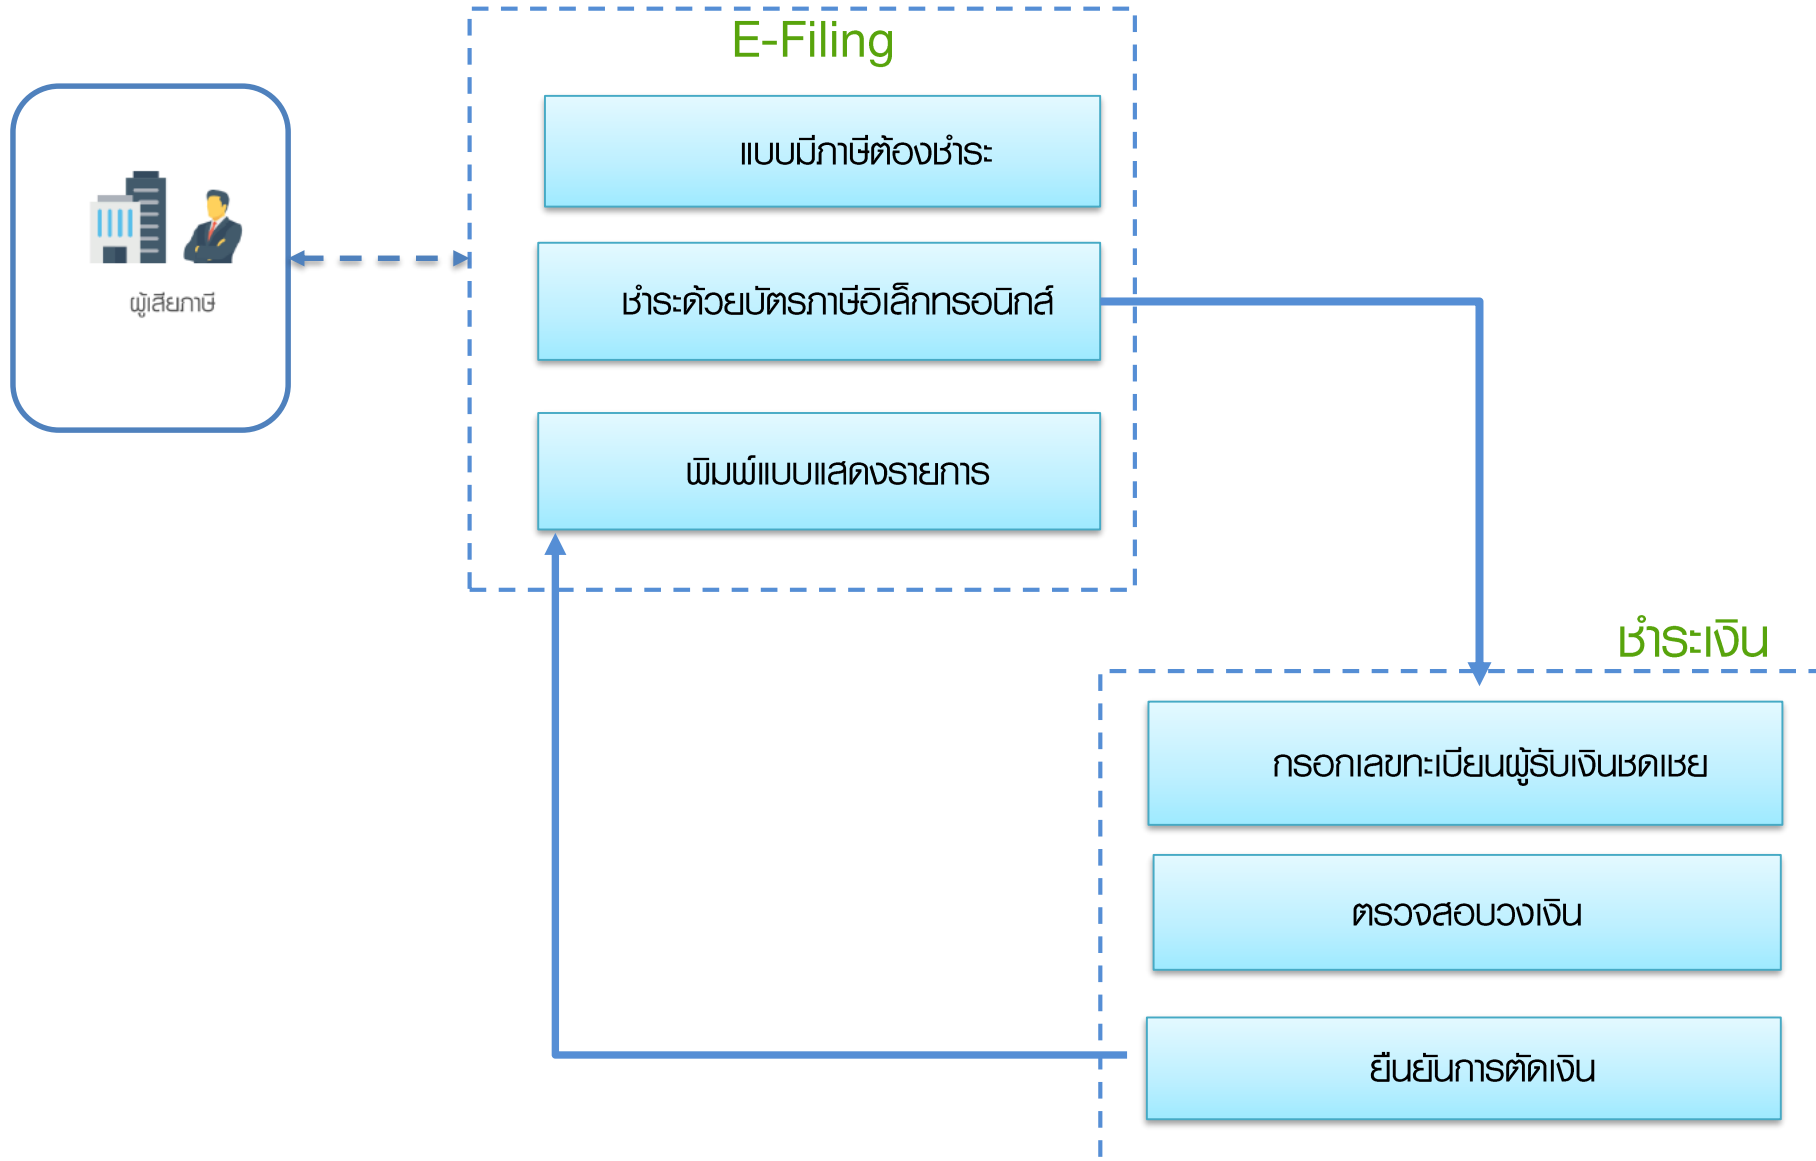 E-Filing
แบบมีภาษีต้องชำระ
ผู้เสียภาษี
ชำระด้วยบัตรภาษีอิเล็กทรอนิกส์
พิมพ์แบบแสดงรายการ
ชำระเงิน
กรอกเลขทะเบียนผู้รับเงินชดเชย
ตรวจสอบวงเงิน
ยืนยันการตัดเงิน